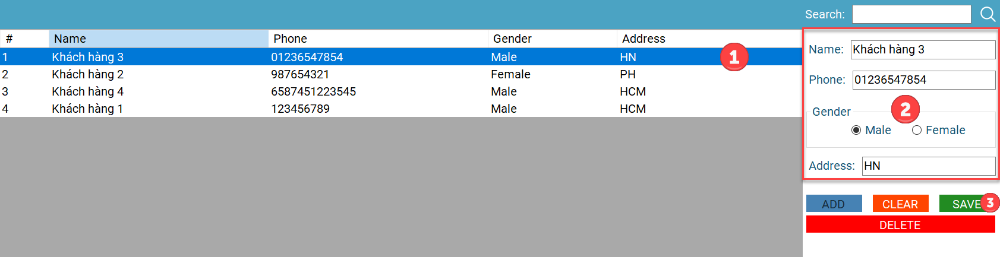 Search:
# Name Phone Gender Address
1 Khách hàng 3 01236547854 Male HN 1
2 Khách hàng 2 987654321 Female PH
3 Khách hàng 4 6587451223545 Male HCM
4 Khách hàng 1 123456789 Male HCM
Name: Khách hàng 3
Phone: 01236547854
Gender 2
Male Female
Address: HN
ADD CLEAR SAVE 3
DELETE